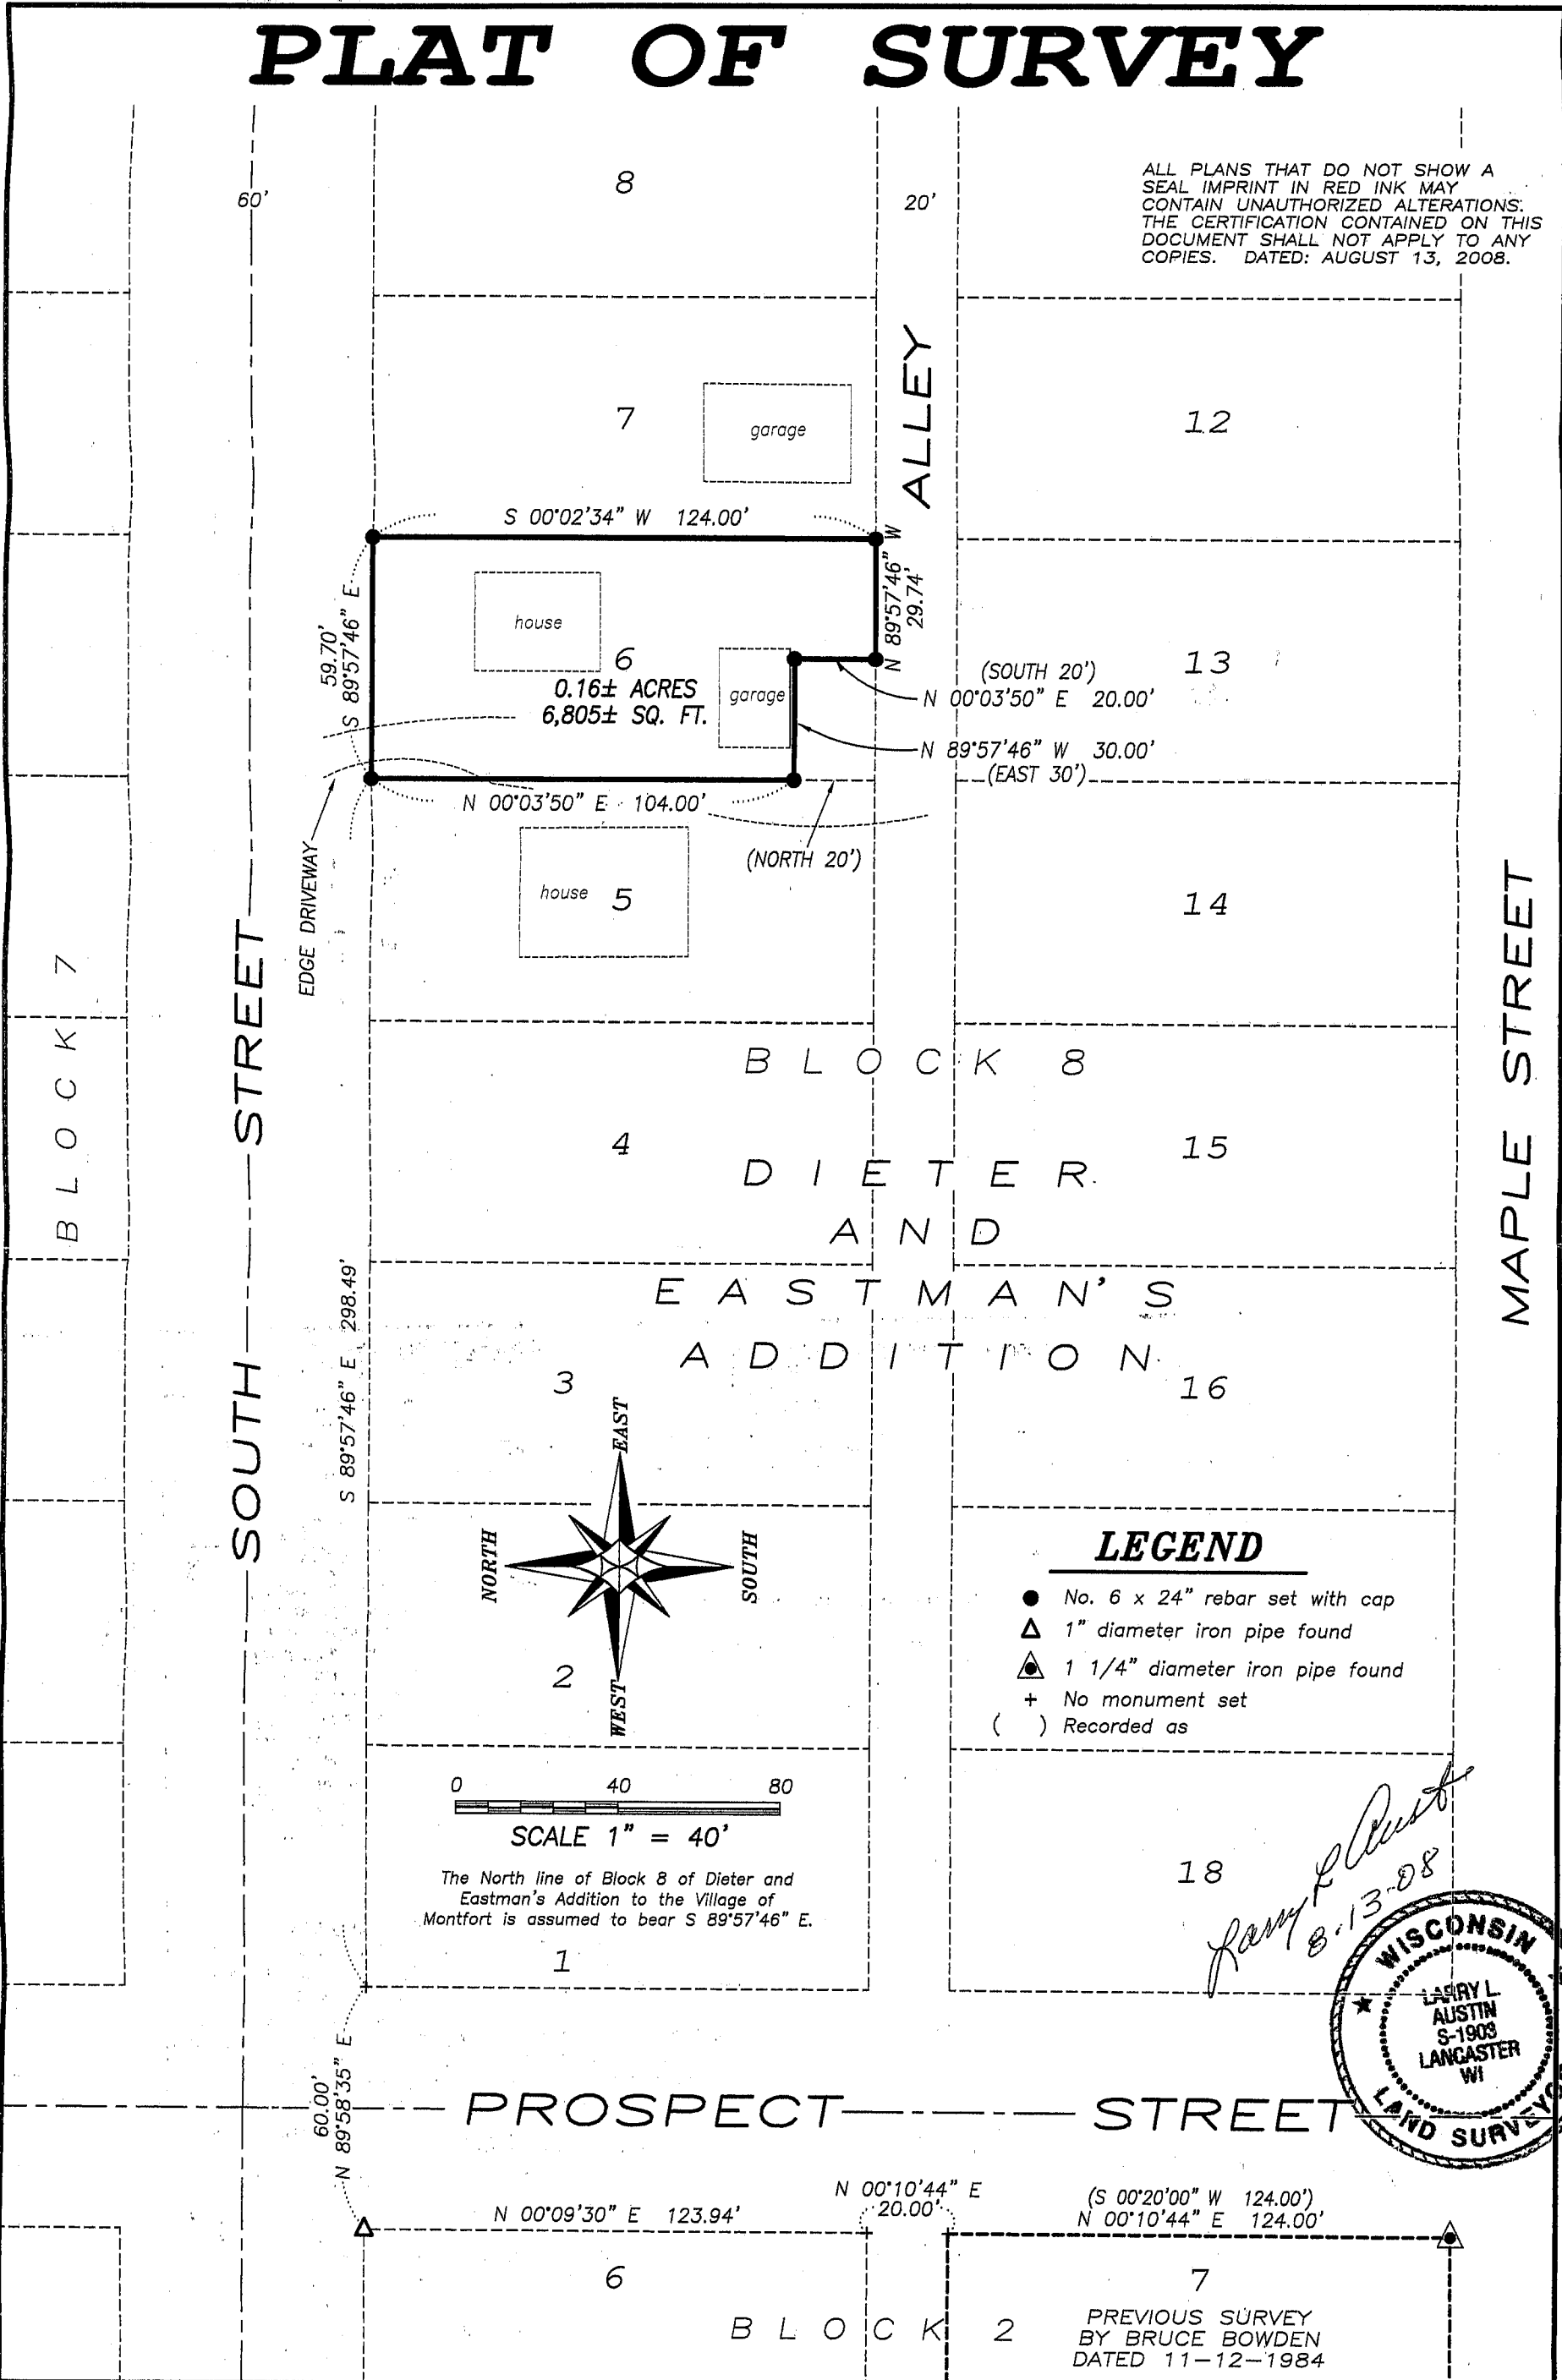 PLAT OF SURVEY
ALL PLANS THAT DO NOT SHOW A
SEAL IMPRINT IN RED INK MAY
CONTAIN UNAUTHORIZED ALTERATIONS.
THE CERTIFICATION CONTAINED ON THIS
DOCUMENT SHALL NOT APPLY TO ANY
COPIES. DATED: AUGUST 13, 2008.
60'
8
20'
ALLEY
7
garage
12
S 00°02'34" W 124.00'
59.70'
S 89°57'46" E
N 89°57'46" W
29.74'
house
6
0.16± ACRES
6,805± SQ. FT.
garage
(SOUTH 20')
N 00°03'50" E 20.00'
13
N 89°57'46" W 30.00'
(EAST 30')
N 00°03'50" E 104.00'
(NORTH 20')
EDGE DRIVEWAY
house
5
14
BLOCK 7
SOUTH STREET
MAPLE STREET
BLOCK 8
4
15
DIETER
AND
EASTMAN'S
ADDITION
S 89°57'46" E 298.49'
3
16
EAST
NORTH
SOUTH
WEST
2
LEGEND
No. 6 x 24" rebar set with cap
1" diameter iron pipe found
1 1/4" diameter iron pipe found
+ No monument set
( ) Recorded as
0 40 80
SCALE 1" = 40'
The North line of Block 8 of Dieter and
Eastman's Addition to the Village of
Montfort is assumed to bear S 89°57'46" E.
1
18
Larry L Aust
8-13-08
WISCONSIN
LARRY L.
AUSTIN
S-1903
LANCASTER
WI
LAND SURVEYOR
60.00'
N 89°58'35" E
PROSPECT STREET
N 00°09'30" E 123.94'
N 00°10'44" E
20.00'
(S 00°20'00" W 124.00')
N 00°10'44" E 124.00'
6
7
BLOCK 2
PREVIOUS SURVEY
BY BRUCE BOWDEN
DATED 11-12-1984